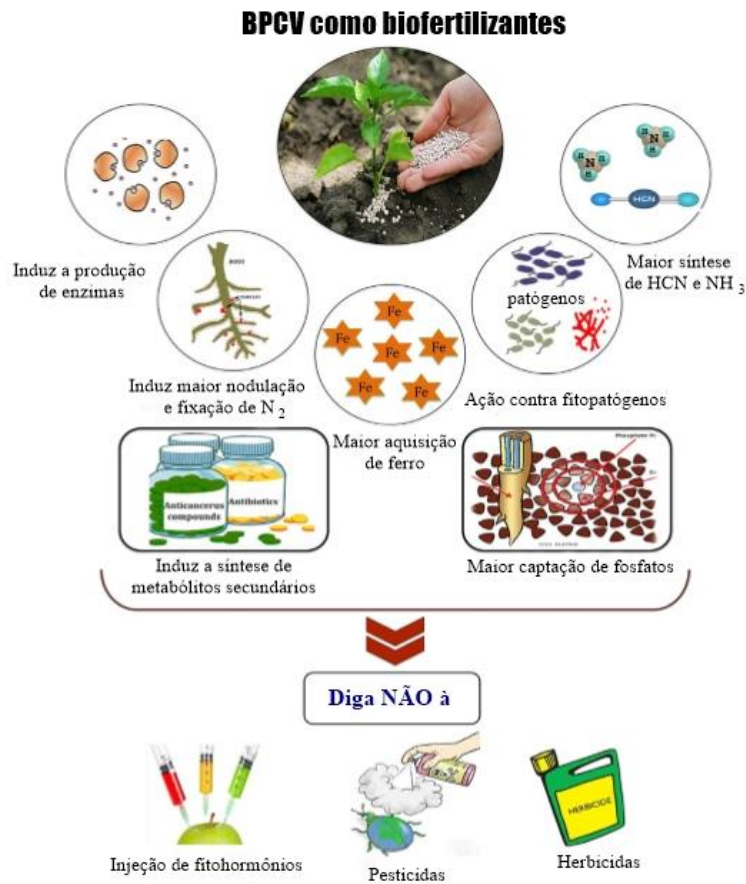 BPCV como biofertilizantes
N
H
H
H
N
H
H
H
HCN
Induz a produção
de enzimas
Maior síntese
de HCN e NH 3
ROOT
patógenos
Fe
Fe
Fe
Fe
Fe
Fe
Induz maior nodulação
e fixação de N 2
Ação contra fitopatógenos
Maior aquisição
de ferro
Anticancerus
compounds
Antibiotics
Induz a síntese de
metabólitos secundários
Maior captação de fosfatos
Diga NÃO à
HERBICIDE
Injeção de fitohormônios
Pesticidas
Herbicidas